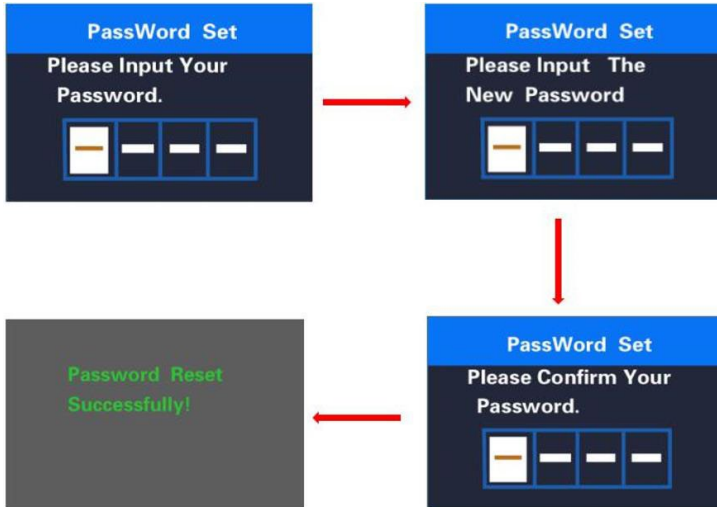 PassWord Set
Please Input Your
Password.
PassWord Set
Please Input The
New Password
PassWord Set
Please Confirm Your
Password.
Password Reset
Successfully!